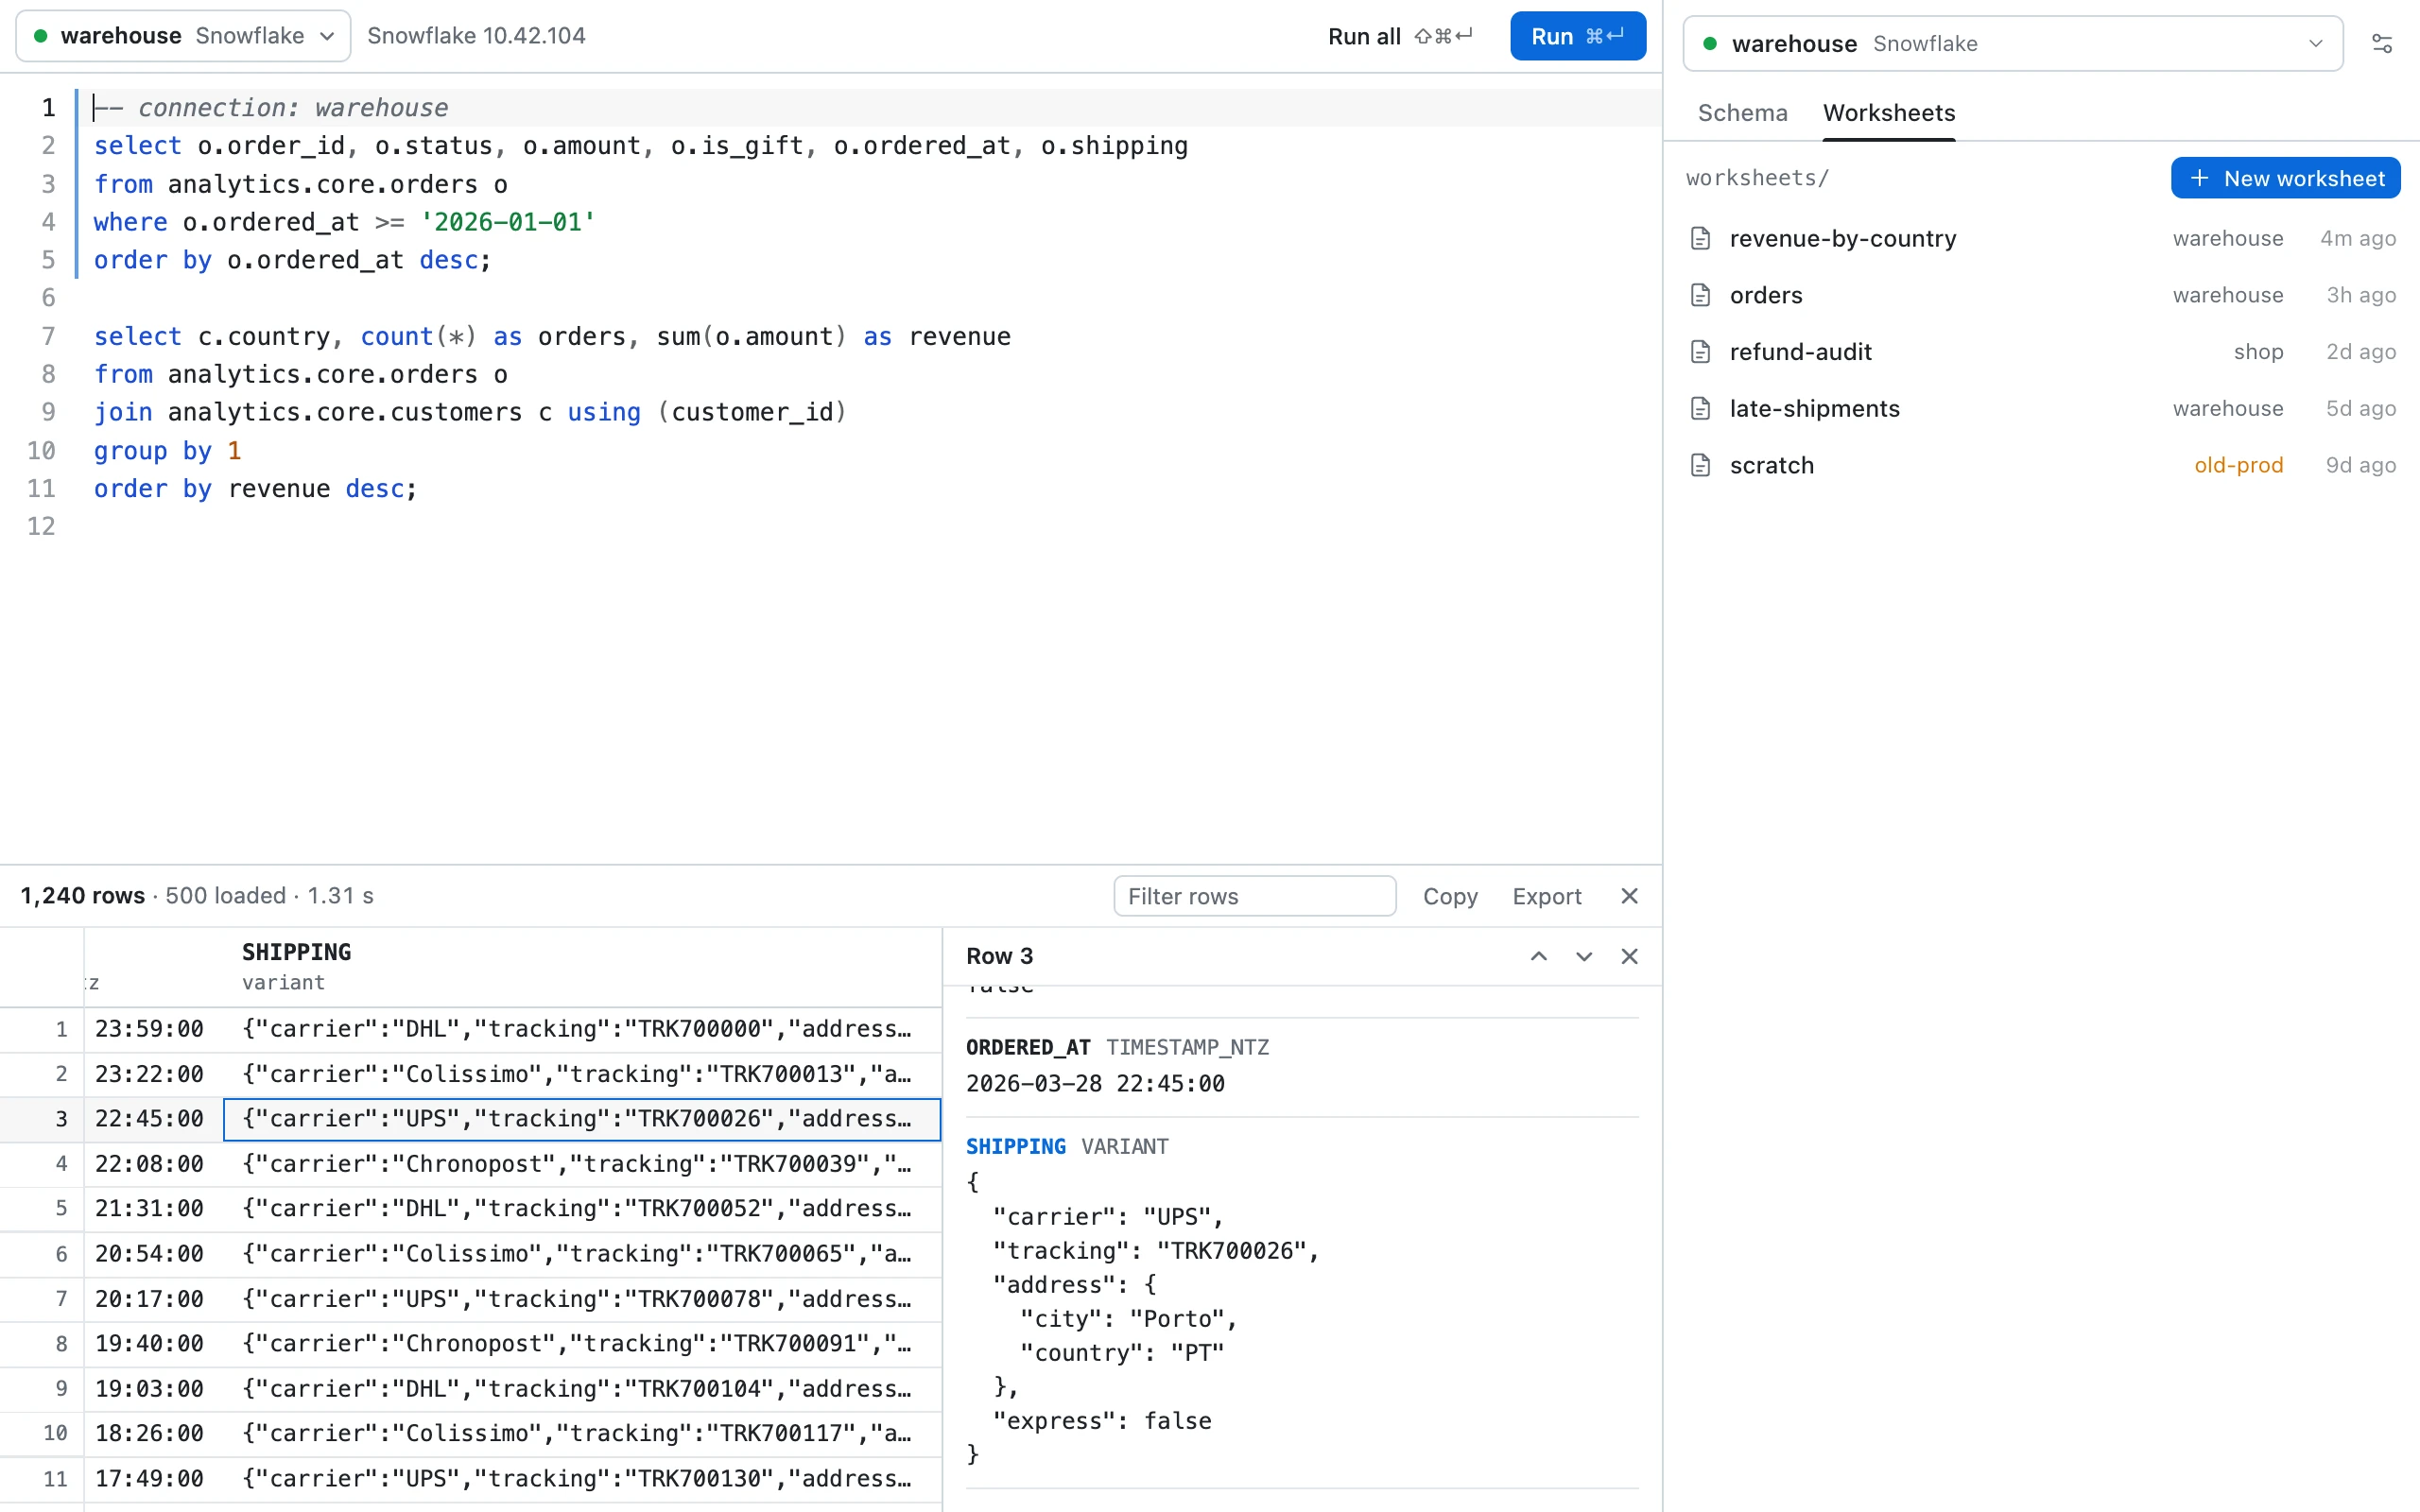 warehouse Snowflake Snowflake 10.42.104 Run all ⇧⌘↵ Run ⌘↵
1 -- connection: warehouse
2 select o.order_id, o.status, o.amount, o.is_gift, o.ordered_at, o.shipping
3 from analytics.core.orders o
4 where o.ordered_at >= '2026-01-01'
5 order by o.ordered_at desc;
6
7 select c.country, count(*) as orders, sum(o.amount) as revenue
8 from analytics.core.orders o
9 join analytics.core.customers c using (customer_id)
10 group by 1
11 order by revenue desc;
12
1,240 rows · 500 loaded · 1.31 s Filter rows Copy Export
SHIPPING
variant
1 23:59:00 {"carrier":"DHL","tracking":"TRK700000","address…
2 23:22:00 {"carrier":"Colissimo","tracking":"TRK700013","a…
3 22:45:00 {"carrier":"UPS","tracking":"TRK700026","address…
4 22:08:00 {"carrier":"Chronopost","tracking":"TRK700039","…
5 21:31:00 {"carrier":"DHL","tracking":"TRK700052","address…
6 20:54:00 {"carrier":"Colissimo","tracking":"TRK700065","a…
7 20:17:00 {"carrier":"UPS","tracking":"TRK700078","address…
8 19:40:00 {"carrier":"Chronopost","tracking":"TRK700091","…
9 19:03:00 {"carrier":"DHL","tracking":"TRK700104","address…
10 18:26:00 {"carrier":"Colissimo","tracking":"TRK700117","a…
11 17:49:00 {"carrier":"UPS","tracking":"TRK700130","address…
Row 3
false
ORDERED_AT TIMESTAMP_NTZ
2026-03-28 22:45:00
SHIPPING VARIANT
{
"carrier": "UPS",
"tracking": "TRK700026",
"address": {
"city": "Porto",
"country": "PT"
},
"express": false
}
warehouse Snowflake
Schema Worksheets
worksheets/ + New worksheet
revenue-by-country warehouse 4m ago
orders warehouse 3h ago
refund-audit shop 2d ago
late-shipments warehouse 5d ago
scratch old-prod 9d ago